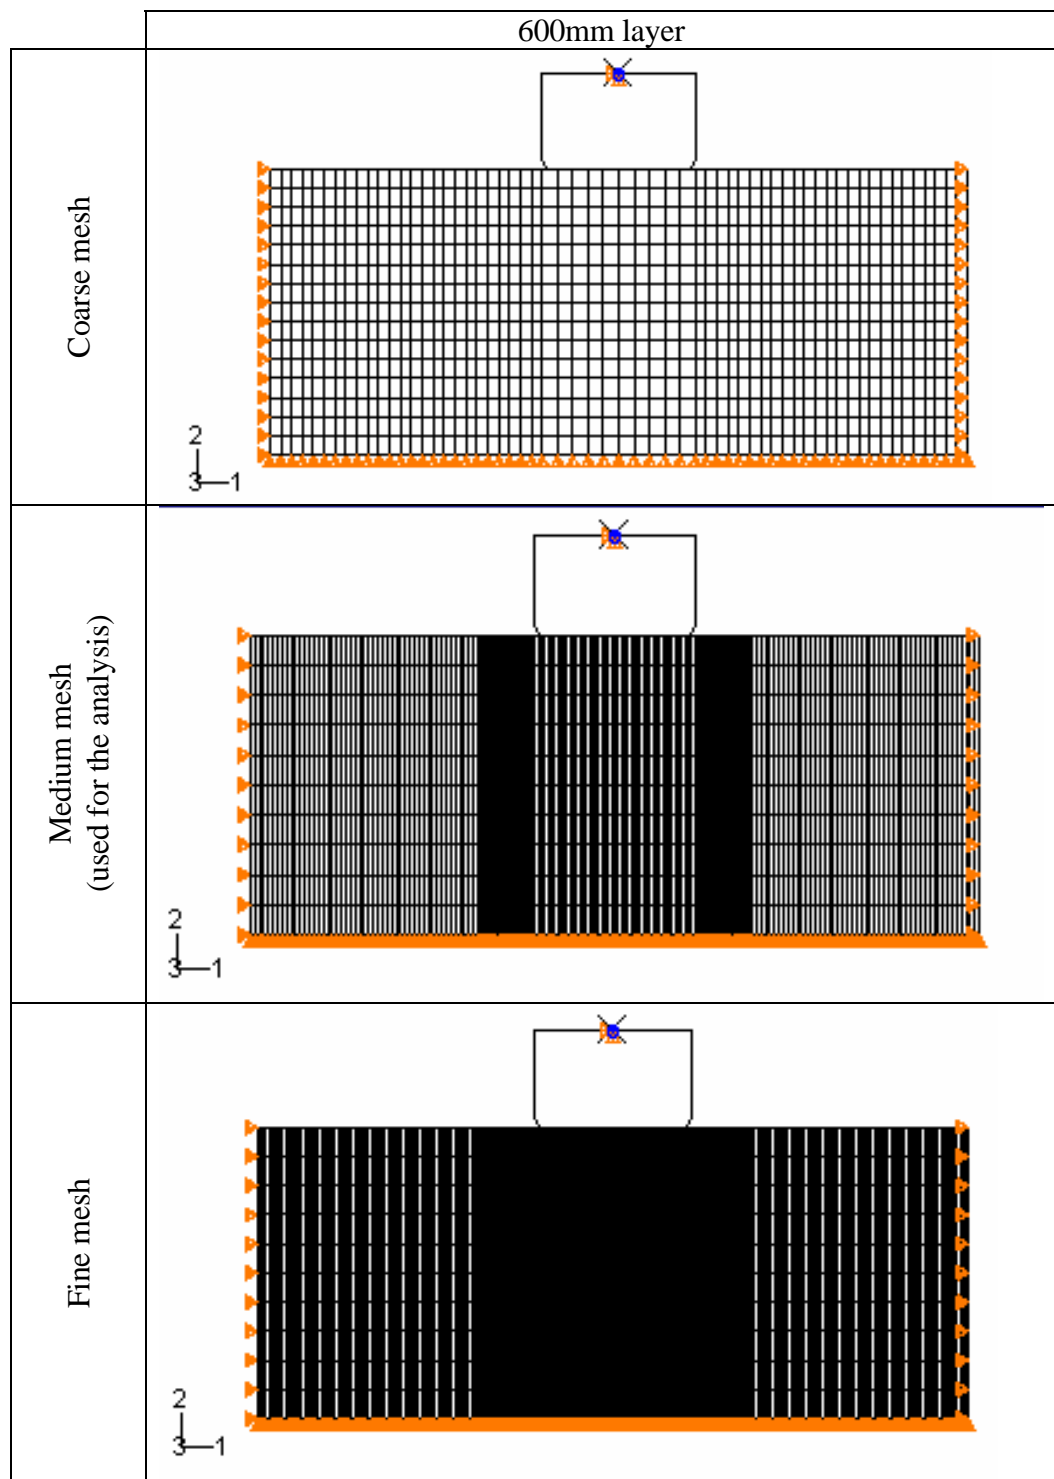 600mm layer
Coarse mesh
2
3 1
Medium mesh
(used for the analysis)
2
3 1
Fine mesh
2
3 1